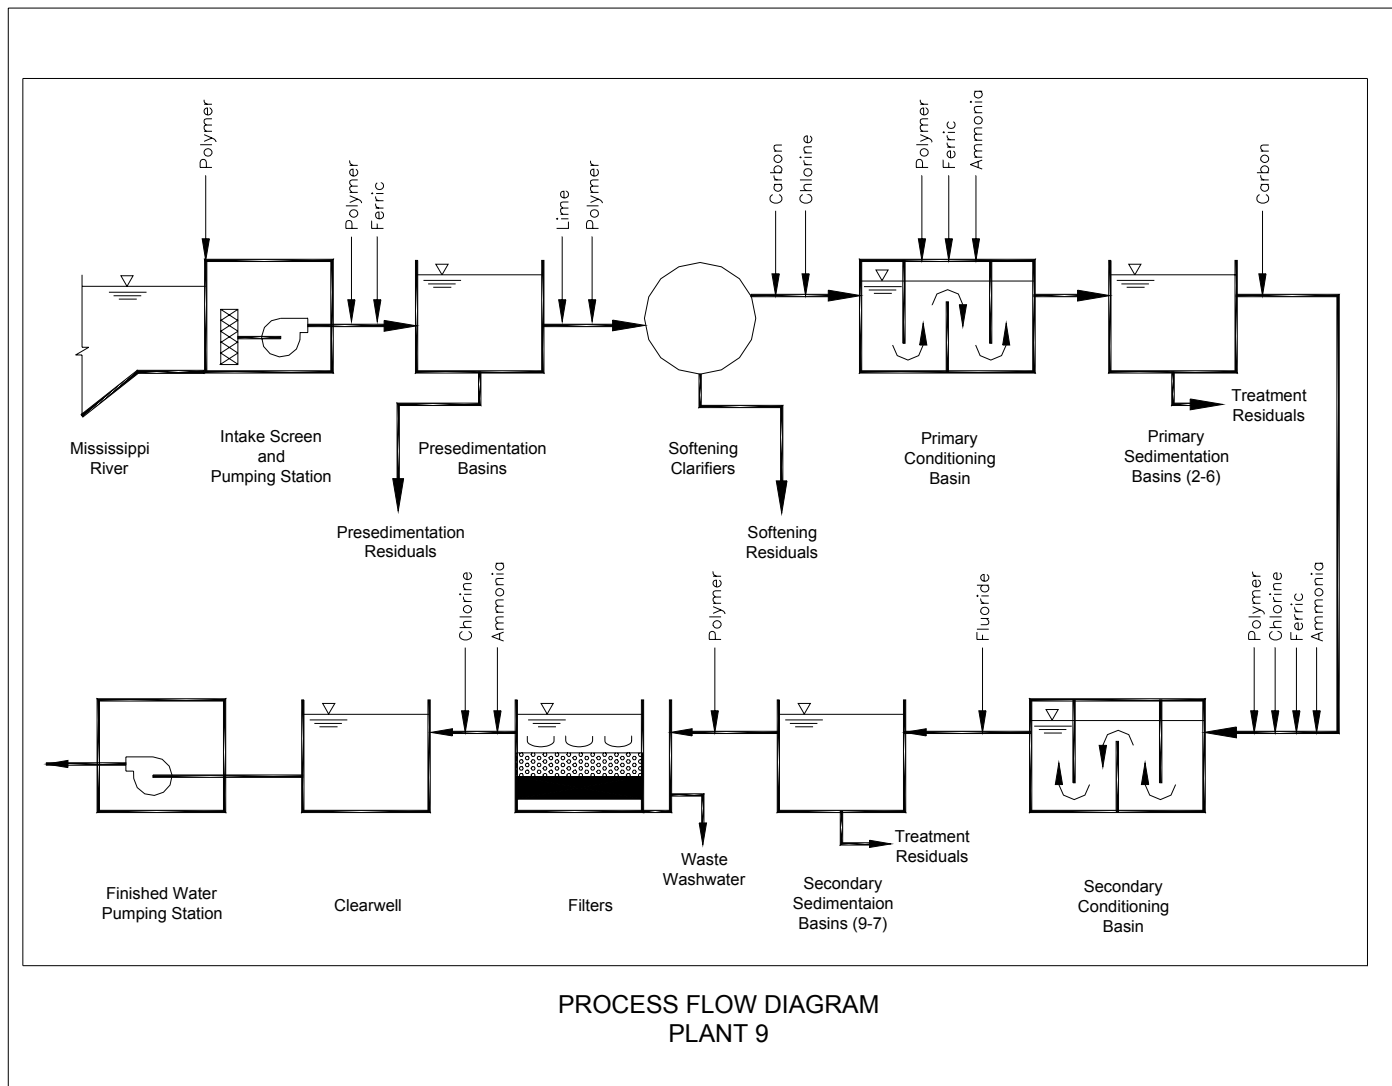 Polymer
Polymer
Ferric
Lime
Polymer
Carbon
Chlorine
Polymer
Ferric
Ammonia
Carbon
Mississippi
River
Intake Screen
and
Pumping Station
Presedimentation
Basins
Softening
Clarifiers
Primary
Conditioning
Basin
Primary
Sedimentation
Basins (2-6)
Treatment
Residuals
Presedimentation
Residuals
Softening
Residuals
Chlorine
Ammonia
Polymer
Fluoride
Polymer
Chlorine
Ferric
Ammonia
Finished Water
Pumping Station
Clearwell
Filters
Waste
Washwater
Secondary
Sedimentaion
Basins (9-7)
Treatment
Residuals
Secondary
Conditioning
Basin
PROCESS FLOW DIAGRAM
PLANT 9